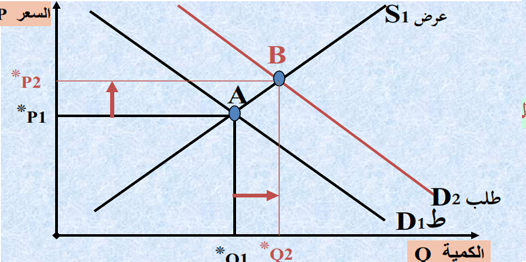 P السعر
S1 عرض
B
*P2
A
*P1
D2 طلب
D1 ط
*Q1
*Q2
Q الكمية